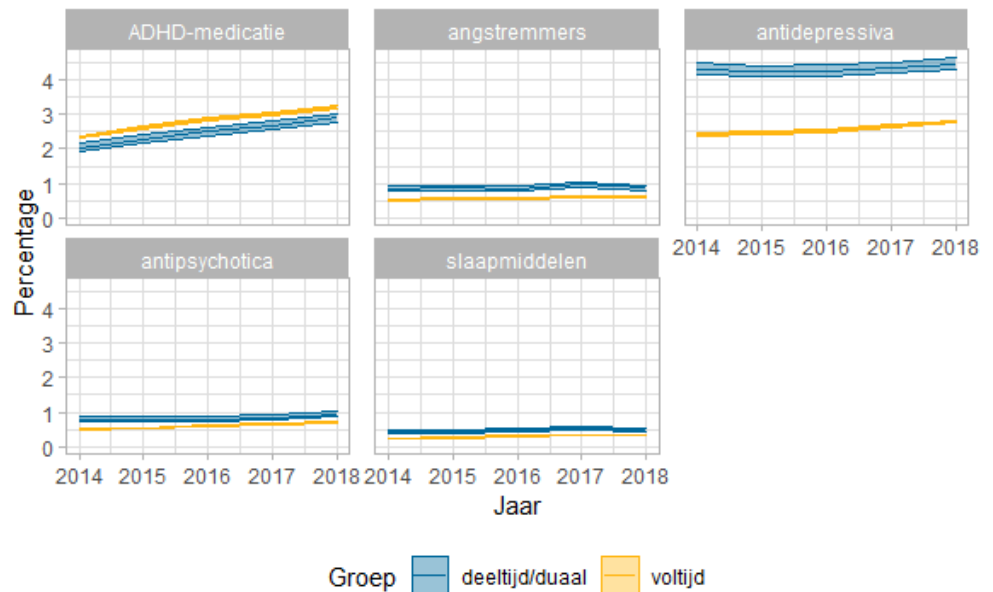 ADHD-medicatie
angstremmers
antidepressiva
4
3
2
1
0
2014 2015 2016 2017 2018
Percentage
antipsychotica
slaapmiddelen
4
3
2
1
0
2014 2015 2016 2017 2018
2014 2015 2016 2017 2018
Jaar
Groep deeltijd/duaal voltijd